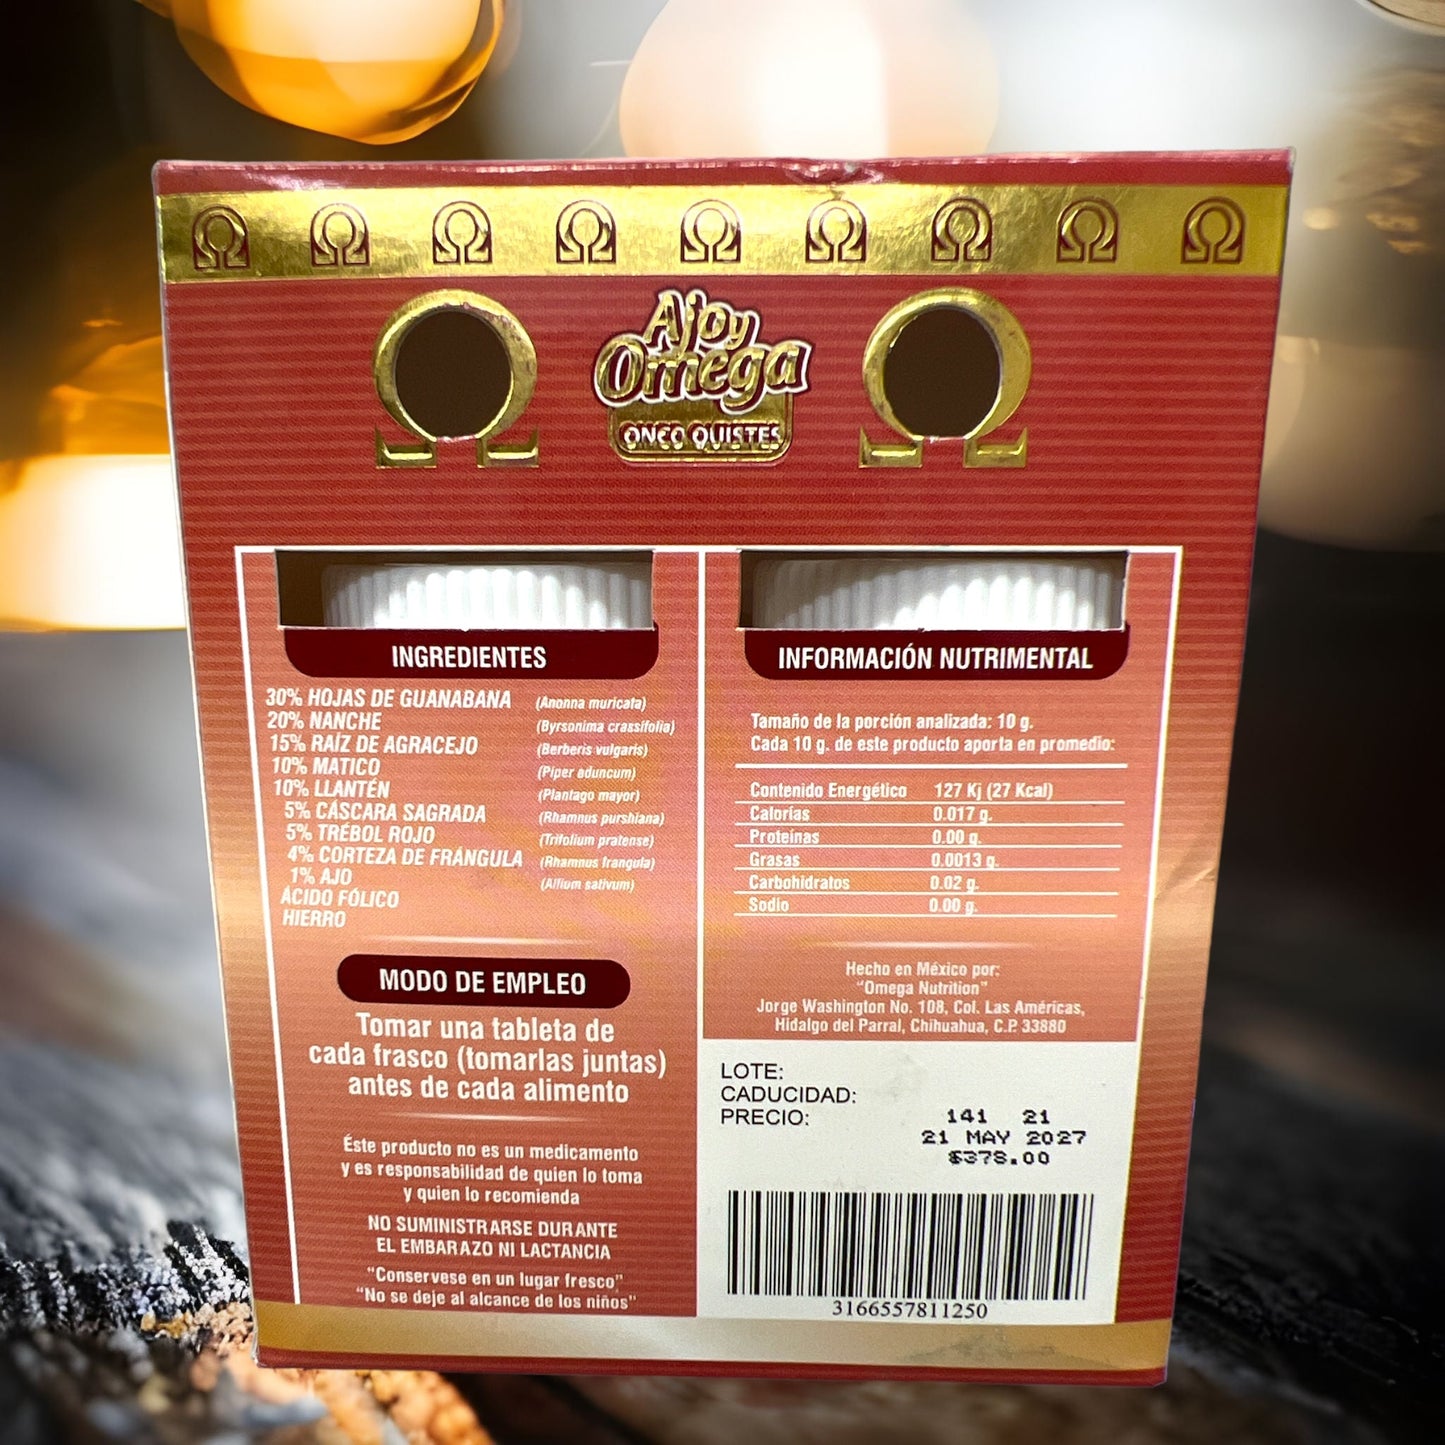 Ajo y
Omega
ONCO QUISTES
INGREDIENTES
30% HOJAS DE GUANABANA (Anonna muricata)
20% NANCHE (Byrsonima crassifolia)
15% RAÍZ DE AGRACEJO (Berberis vulgaris)
10% MATICO (Piper aduncum)
10% LLANTÉN (Plantago mayor)
5% CÁSCARA SAGRADA (Rhamnus purshiana)
5% TRÉBOL ROJO (Trifolium pratense)
4% CORTEZA DE FRÁNGULA (Rhamnus frangula)
1% AJO (Allium sativum)
ÁCIDO FÓLICO
HIERRO
MODO DE EMPLEO
Tomar una tableta de
cada frasco (tomarlas juntas)
antes de cada alimento
Éste producto no es un medicamento
y es responsabilidad de quien lo toma
y quien lo recomienda
NO SUMINISTRARSE DURANTE
EL EMBARAZO NI LACTANCIA
"Conservese en un lugar fresco"
"No se deje al alcance de los niños"
INFORMACIÓN NUTRIMENTAL
Tamaño de la porción analizada: 10 g.
Cada 10 g. de este producto aporta en promedio:
Contenido Energético 127 Kj (27 Kcal)
Calorías 0.017 g.
Proteínas 0.00 g.
Grasas 0.0013 g.
Carbohidratos 0.02 g.
Sodio 0.00 g.
Hecho en México por:
"Omega Nutrition"
Jorge Washington No. 108, Col. Las Américas,
Hidalgo del Parral, Chihuahua, C.P. 33880
LOTE:
CADUCIDAD:
PRECIO:
141 21
21 MAY 2027
$378.00
3166557811250